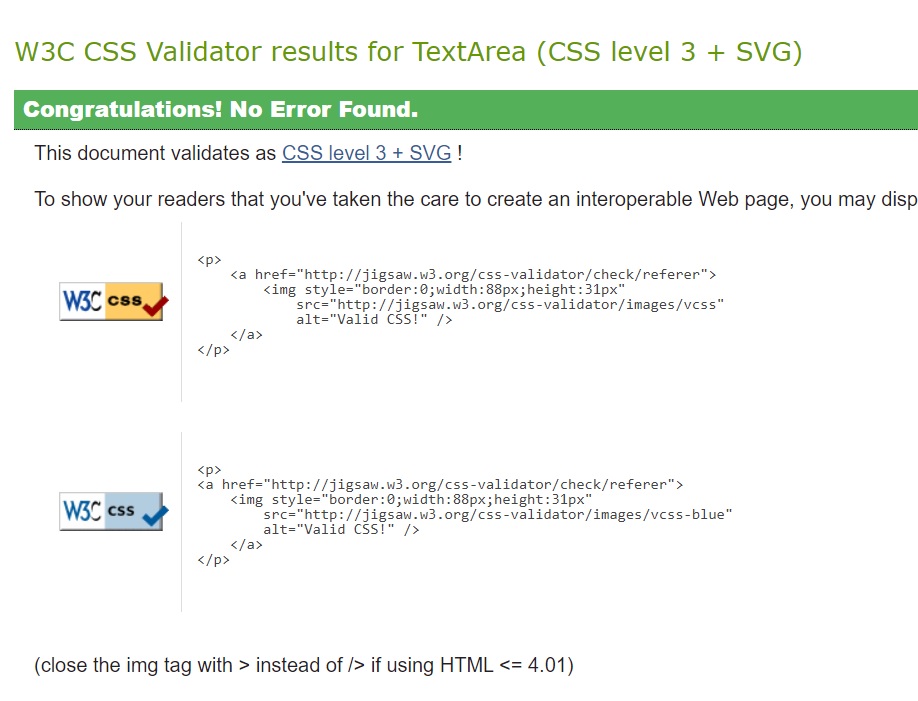 W3C CSS Validator results for TextArea (CSS level 3 + SVG)
Congratulations! No Error Found.
This document validates as CSS level 3 + SVG !
To show your readers that you've taken the care to create an interoperable Web page, you may disp
<p>
<a href="http://jigsaw.w3.org/css-validator/check/referer">
<img style="border:0;width:88px;height:31px"
src="http://jigsaw.w3.org/css-validator/images/vcss"
alt="Valid CSS!" />
</a>
</p>
W3C css
<p>
<a href="http://jigsaw.w3.org/css-validator/check/referer">
<img style="border:0;width:88px;height:31px"
src="http://jigsaw.w3.org/css-validator/images/vcss-blue"
alt="Valid CSS!" />
</a>
</p>
W3C css
(close the img tag with > instead of /> if using HTML <= 4.01)